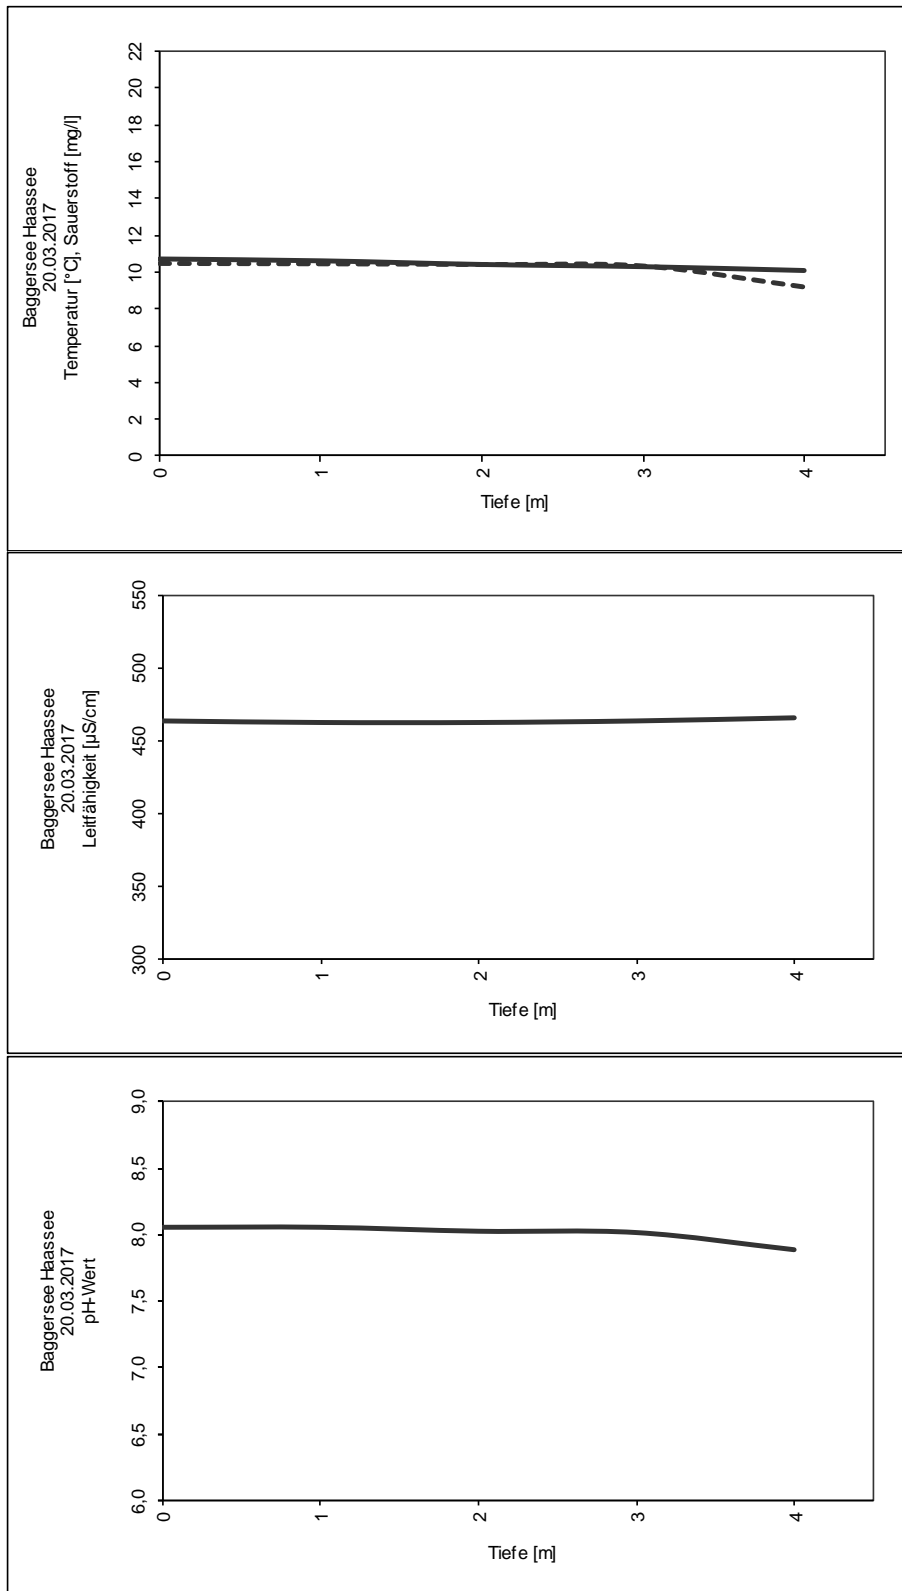 Baggersee Haassee
20.03.2017
Temperatur [°C], Sauerstoff [mg/l]
22
20
18
16
14
12
10
8
6
4
2
0
0 1 2 3 4
Tiefe [m]
Baggersee Haassee
20.03.2017
Leitfähigkeit [µS/cm]
550
500
450
400
350
300
0 1 2 3 4
Tiefe [m]
Baggersee Haassee
20.03.2017
pH-Wert
9,0
8,5
8,0
7,5
7,0
6,5
6,0
0 1 2 3 4
Tiefe [m]